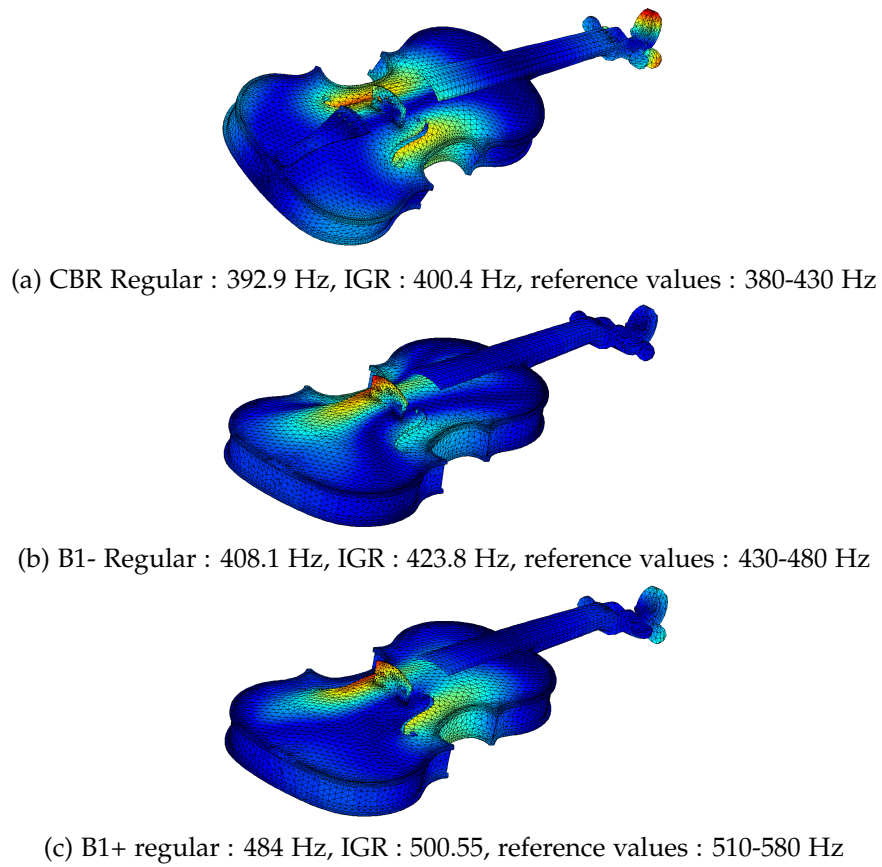 (a) CBR Regular : 392.9 Hz, IGR : 400.4 Hz, reference values : 380-430 Hz
(b) B1- Regular : 408.1 Hz, IGR : 423.8 Hz, reference values : 430-480 Hz
(c) B1+ regular : 484 Hz, IGR : 500.55, reference values : 510-580 Hz